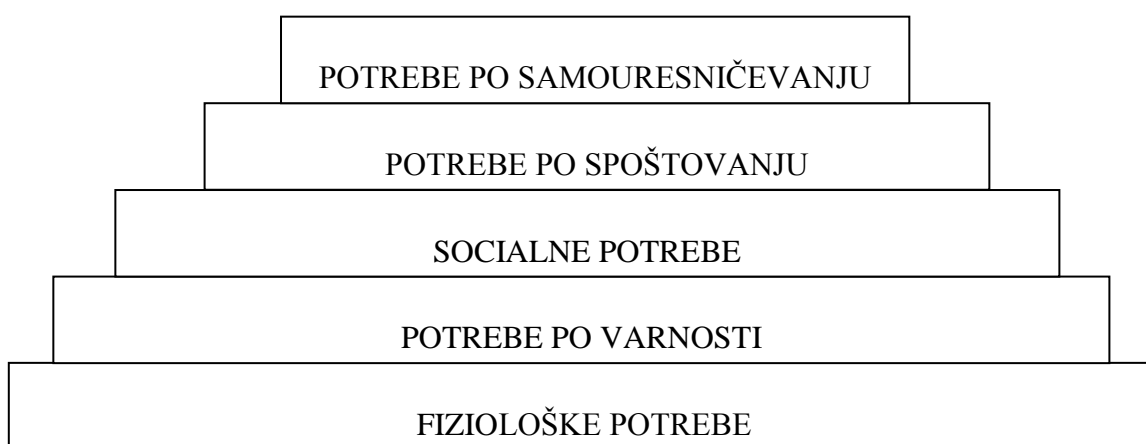 POTREBE PO SAMOURESNIČEVANJU
POTREBE PO SPOŠTOVANJU
SOCIALNE POTREBE
POTREBE PO VARNOSTI
FIZIOLOŠKE POTREBE